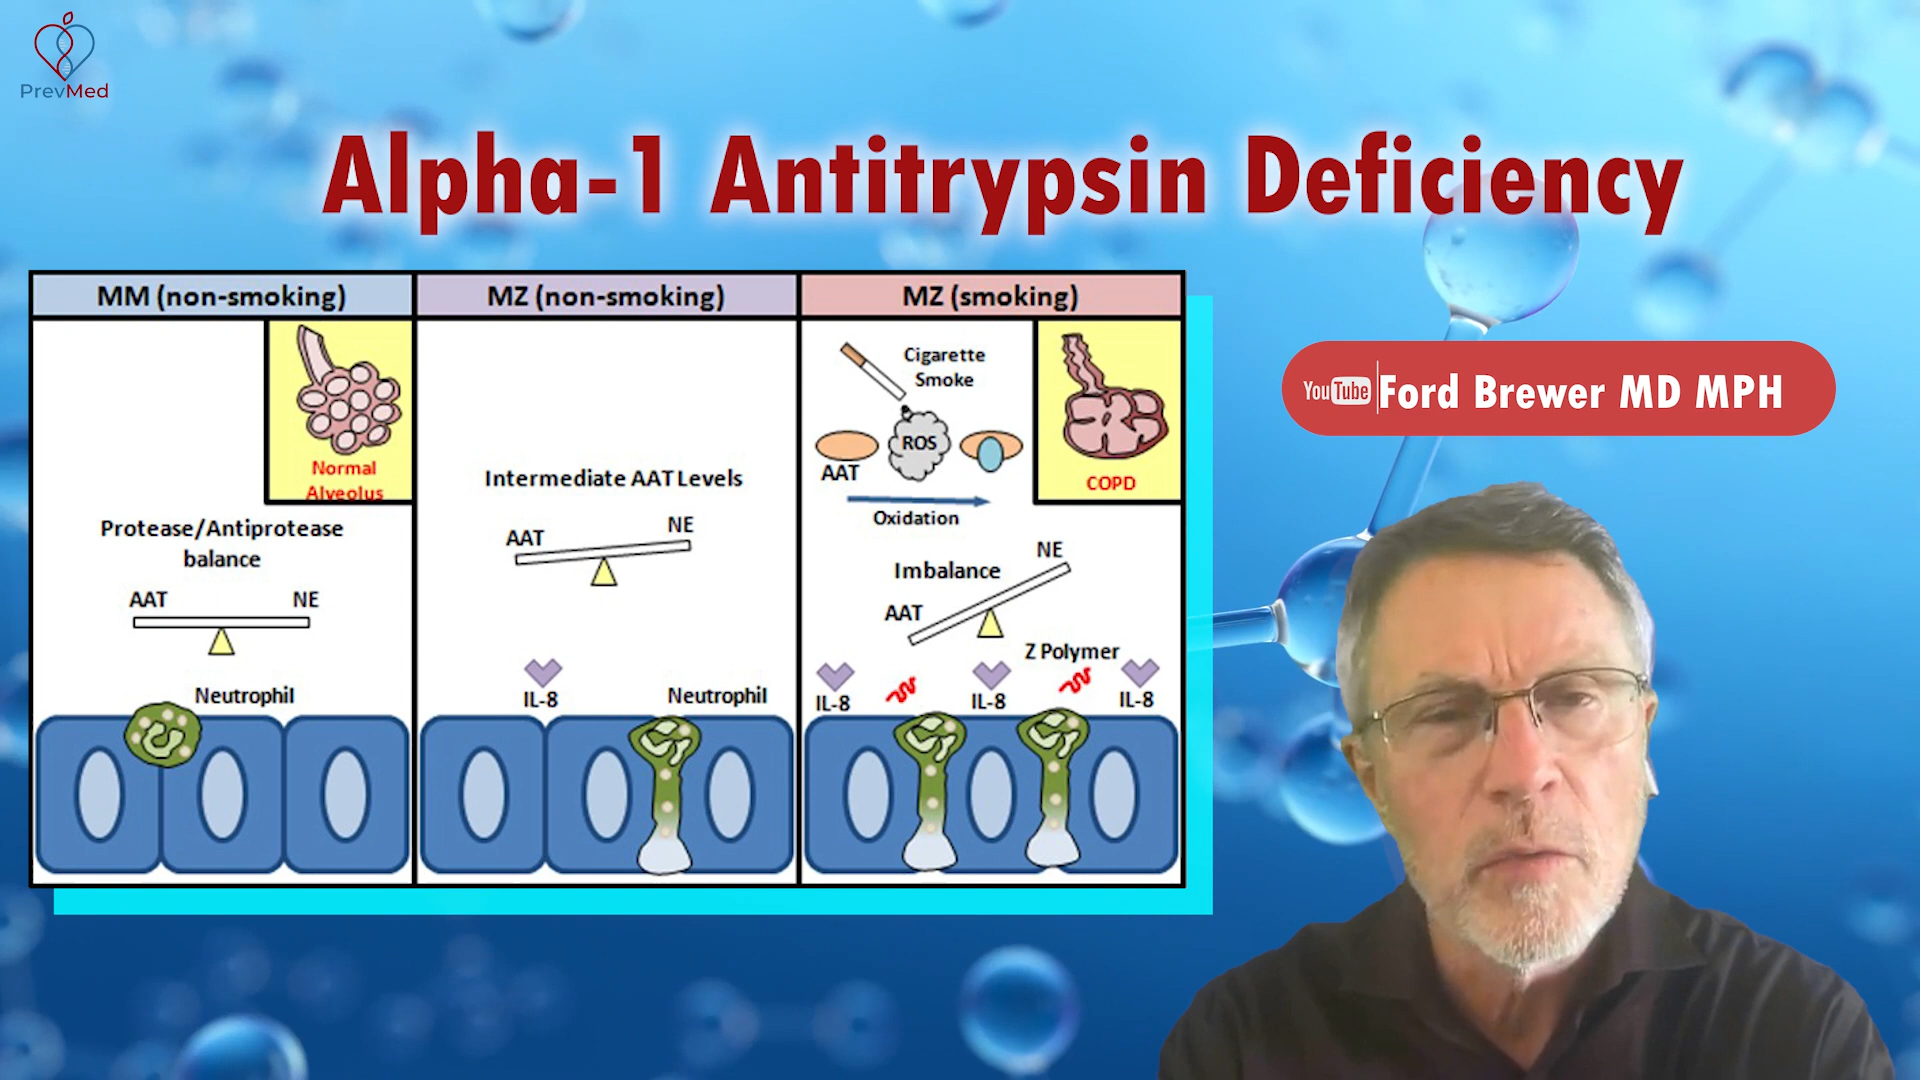 PrevMed
Alpha-1 Antitrypsin Deficiency
MM (non-smoking)
Normal
Alveolus
Protease/Antiprotease
balance
AAT NE
Neutrophil
MZ (non-smoking)
Intermediate AAT Levels
AAT NE
IL-8 Neutrophil
MZ (smoking)
Cigarette
Smoke
ROS
AAT
Oxidation
COPD
NE
Imbalance
AAT
Z Polymer
IL-8 IL-8 IL-8
YouTube Ford Brewer MD MPH